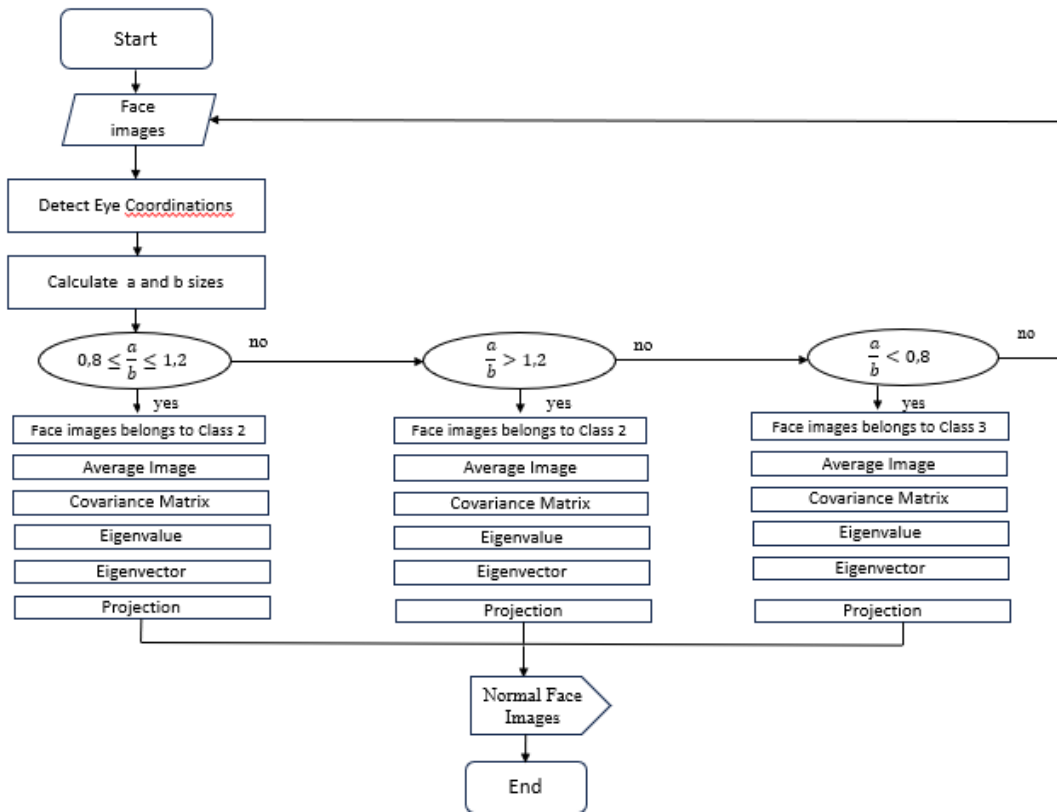 Start
Face
images
Detect Eye Coordinations
Calculate a and b sizes
0,8 ≤ a/b ≤ 1,2
no
a/b > 1,2
no
a/b < 0,8
no
yes
yes
yes
Face images belongs to Class 2
Face images belongs to Class 2
Face images belongs to Class 3
Average Image
Average Image
Average Image
Covariance Matrix
Covariance Matrix
Covariance Matrix
Eigenvalue
Eigenvalue
Eigenvalue
Eigenvector
Eigenvector
Eigenvector
Projection
Projection
Projection
Normal Face
Images
End